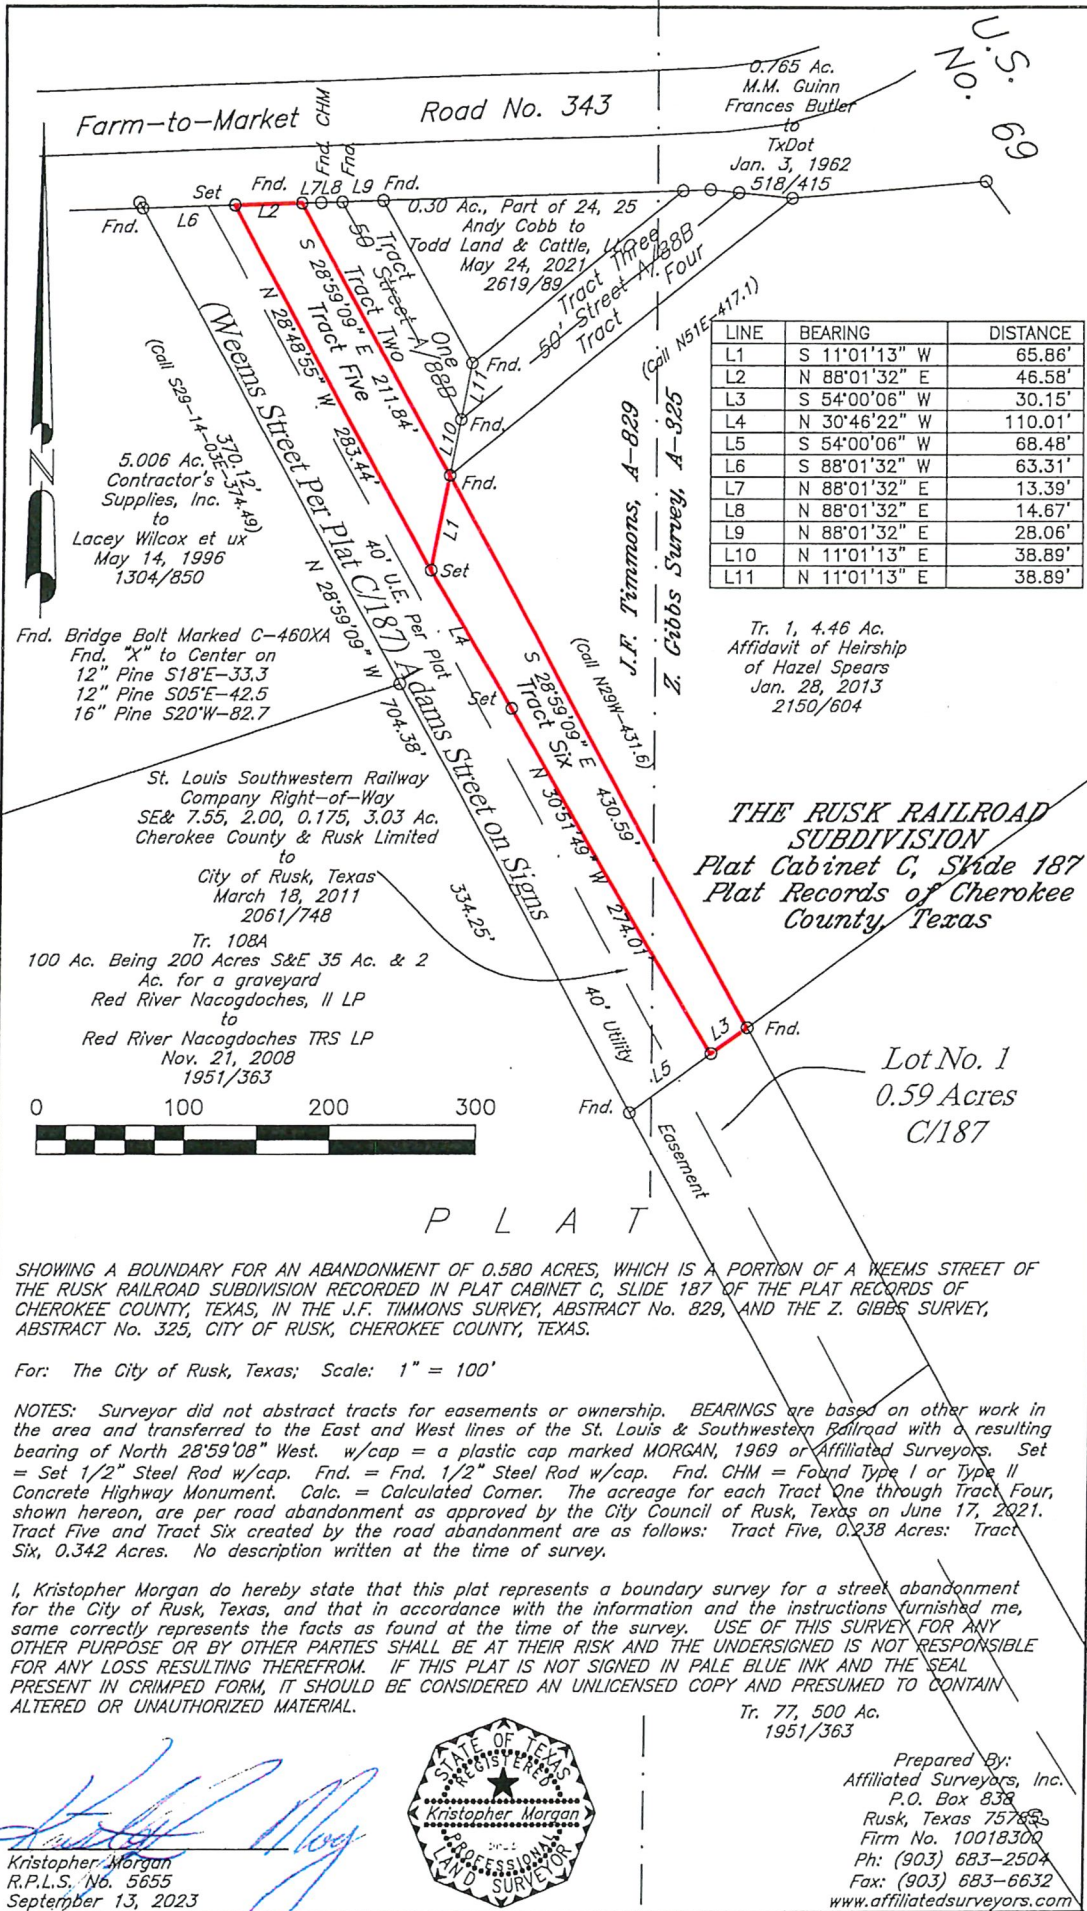 U.S.
No. 69
Farm-to-Market Road No. 343
0.765 Ac.
M.M. Guinn
Frances Butler
to
TxDot
Jan. 3, 1962
518/415
Fnd.
L6
Set
L2
Fnd.
L7
Fnd. CHM
L8
Fnd.
L9
Fnd.
0.30 Ac., Part of 24, 25
Andy Cobb to
Todd Land & Cattle,
May 24, 2021
2619/89
Tract One
50' Street A/88B
Tract Two
S 28°59'09" E 211.84'
Tract Five
N 28°48'55" W 283.44'
Tract Three
50' Street A/88B
Tract Four
(Call N51E-417.1)
L11
Fnd.
L10
Fnd.
Fnd.
L1
Set
(Weems Street Per Plat C/187) Adams Street on Signs
370.12'
(Call S29-14-03E-374.49)
N 28°59'09" W 704.38'
40' U.E. Per Plat
L4
Set
5.006 Ac.
Contractor's
Supplies, Inc.
to
Lacey Wilcox et ux
May 14, 1996
1304/850
N
J.F. Timmons, A-829
Z. Gibbs Survey, A-325
LINE BEARING DISTANCE
L1 S 11°01'13" W 65.86'
L2 N 88°01'32" E 46.58'
L3 S 54°00'06" W 30.15'
L4 N 30°46'22" W 110.01'
L5 S 54°00'06" W 68.48'
L6 S 88°01'32" W 63.31'
L7 N 88°01'32" E 13.39'
L8 N 88°01'32" E 14.67'
L9 N 88°01'32" E 28.06'
L10 N 11°01'13" E 38.89'
L11 N 11°01'13" E 38.89'
Fnd. Bridge Bolt Marked C-460XA
Fnd. "X" to Center on
12" Pine S18°E-33.3
12" Pine S05°E-42.5
16" Pine S20°W-82.7
Tr. 1, 4.46 Ac.
Affidavit of Heirship
of Hazel Spears
Jan. 28, 2013
2150/604
(Call N29W-431.6)
S 28°59'09" E 430.59'
Tract Six
N 30°51'49" W 274.01'
St. Louis Southwestern Railway
Company Right-of-Way
SE& 7.55, 2.00, 0.175, 3.03 Ac.
Cherokee County & Rusk Limited
to
City of Rusk, Texas
March 18, 2011
2061/748
334.25'
THE RUSK RAILROAD
SUBDIVISION
Plat Cabinet C, Slide 187
Plat Records of Cherokee
County, Texas
Tr. 108A
100 Ac. Being 200 Acres S&E 35 Ac. & 2
Ac. for a graveyard
Red River Nacogdoches, II LP
to
Red River Nacogdoches TRS LP
Nov. 21, 2008
1951/363
40' Utility
Easement
L3
Fnd.
L5
Fnd.
Lot No. 1
0.59 Acres
C/187
0 100 200 300
PLAT
SHOWING A BOUNDARY FOR AN ABANDONMENT OF 0.580 ACRES, WHICH IS A PORTION OF A WEEMS STREET OF
THE RUSK RAILROAD SUBDIVISION RECORDED IN PLAT CABINET C, SLIDE 187 OF THE PLAT RECORDS OF
CHEROKEE COUNTY, TEXAS, IN THE J.F. TIMMONS SURVEY, ABSTRACT No. 829, AND THE Z. GIBBS SURVEY,
ABSTRACT No. 325, CITY OF RUSK, CHEROKEE COUNTY, TEXAS.
For: The City of Rusk, Texas; Scale: 1" = 100'
NOTES: Surveyor did not abstract tracts for easements or ownership. BEARINGS are based on other work in
the area and transferred to the East and West lines of the St. Louis & Southwestern Railroad with a resulting
bearing of North 28°59'08" West. w/cap = a plastic cap marked MORGAN, 1969 or Affiliated Surveyors. Set
= Set 1/2" Steel Rod w/cap. Fnd. = Fnd. 1/2" Steel Rod w/cap. Fnd. CHM = Found Type I or Type II
Concrete Highway Monument. Calc. = Calculated Corner. The acreage for each Tract One through Tract Four,
shown hereon, are per road abandonment as approved by the City Council of Rusk, Texas on June 17, 2021.
Tract Five and Tract Six created by the road abandonment are as follows: Tract Five, 0.238 Acres: Tract
Six, 0.342 Acres. No description written at the time of survey.
I, Kristopher Morgan do hereby state that this plat represents a boundary survey for a street abandonment
for the City of Rusk, Texas, and that in accordance with the information and the instructions furnished me,
same correctly represents the facts as found at the time of the survey. USE OF THIS SURVEY FOR ANY
OTHER PURPOSE OR BY OTHER PARTIES SHALL BE AT THEIR RISK AND THE UNDERSIGNED IS NOT RESPONSIBLE
FOR ANY LOSS RESULTING THEREFROM. IF THIS PLAT IS NOT SIGNED IN PALE BLUE INK AND THE SEAL
PRESENT IN CRIMPED FORM, IT SHOULD BE CONSIDERED AN UNLICENSED COPY AND PRESUMED TO CONTAIN
ALTERED OR UNAUTHORIZED MATERIAL.
Tr. 77, 500 Ac.
1951/363
Kristopher Morgan
R.P.L.S. No. 5655
September 13, 2023
STATE OF TEXAS
REGISTERED
Kristopher Morgan
PROFESSIONAL
LAND SURVEYOR
Prepared By:
Affiliated Surveyors, Inc.
P.O. Box 838
Rusk, Texas 75785
Firm No. 10018300
Ph: (903) 683-2504
Fax: (903) 683-6632
www.affiliatedsurveyors.com